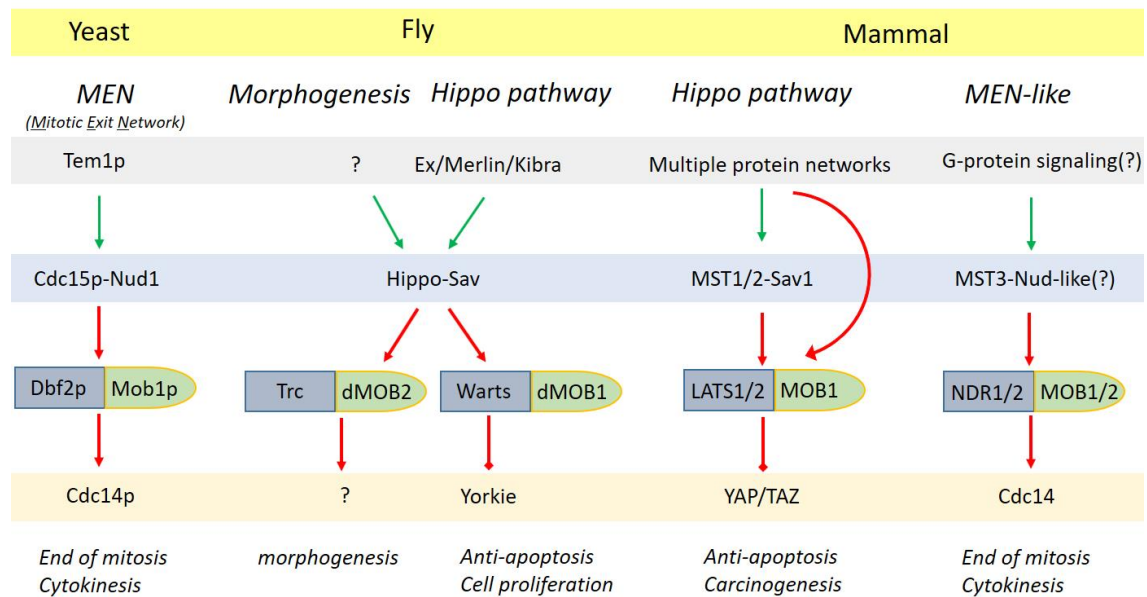 Yeast Fly Mammal
MEN Morphogenesis Hippo pathway Hippo pathway MEN-like
(Mitotic Exit Network)
Tem1p ? Ex/Merlin/Kibra Multiple protein networks G-protein signaling(?)
Cdc15p-Nud1 Hippo-Sav MST1/2-Sav1 MST3-Nud-like(?)
Dbf2p Mob1p Trc dMOB2 Warts dMOB1 LATS1/2 MOB1 NDR1/2 MOB1/2
Cdc14p ? Yorkie YAP/TAZ Cdc14
End of mitosis morphogenesis Anti-apoptosis Anti-apoptosis End of mitosis
Cytokinesis Cell proliferation Carcinogenesis Cytokinesis